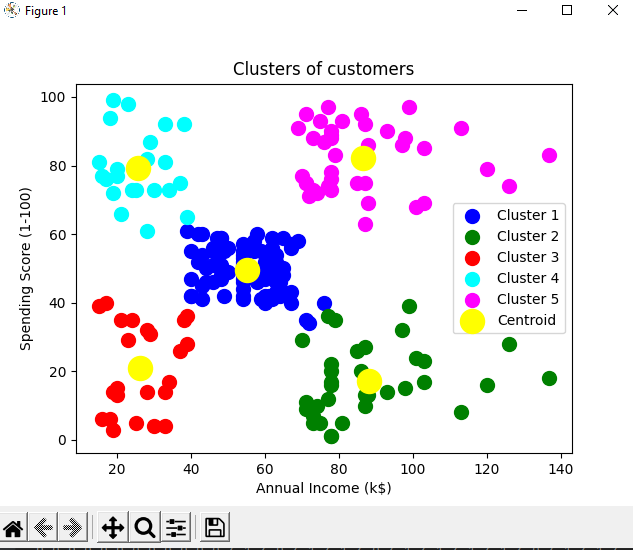 Figure 1
Clusters of customers
Spending Score (1-100)
100
80
60
40
20
0
Cluster 1
Cluster 2
Cluster 3
Cluster 4
Cluster 5
Centroid
20 40 60 80 100 120 140
Annual Income (k$)